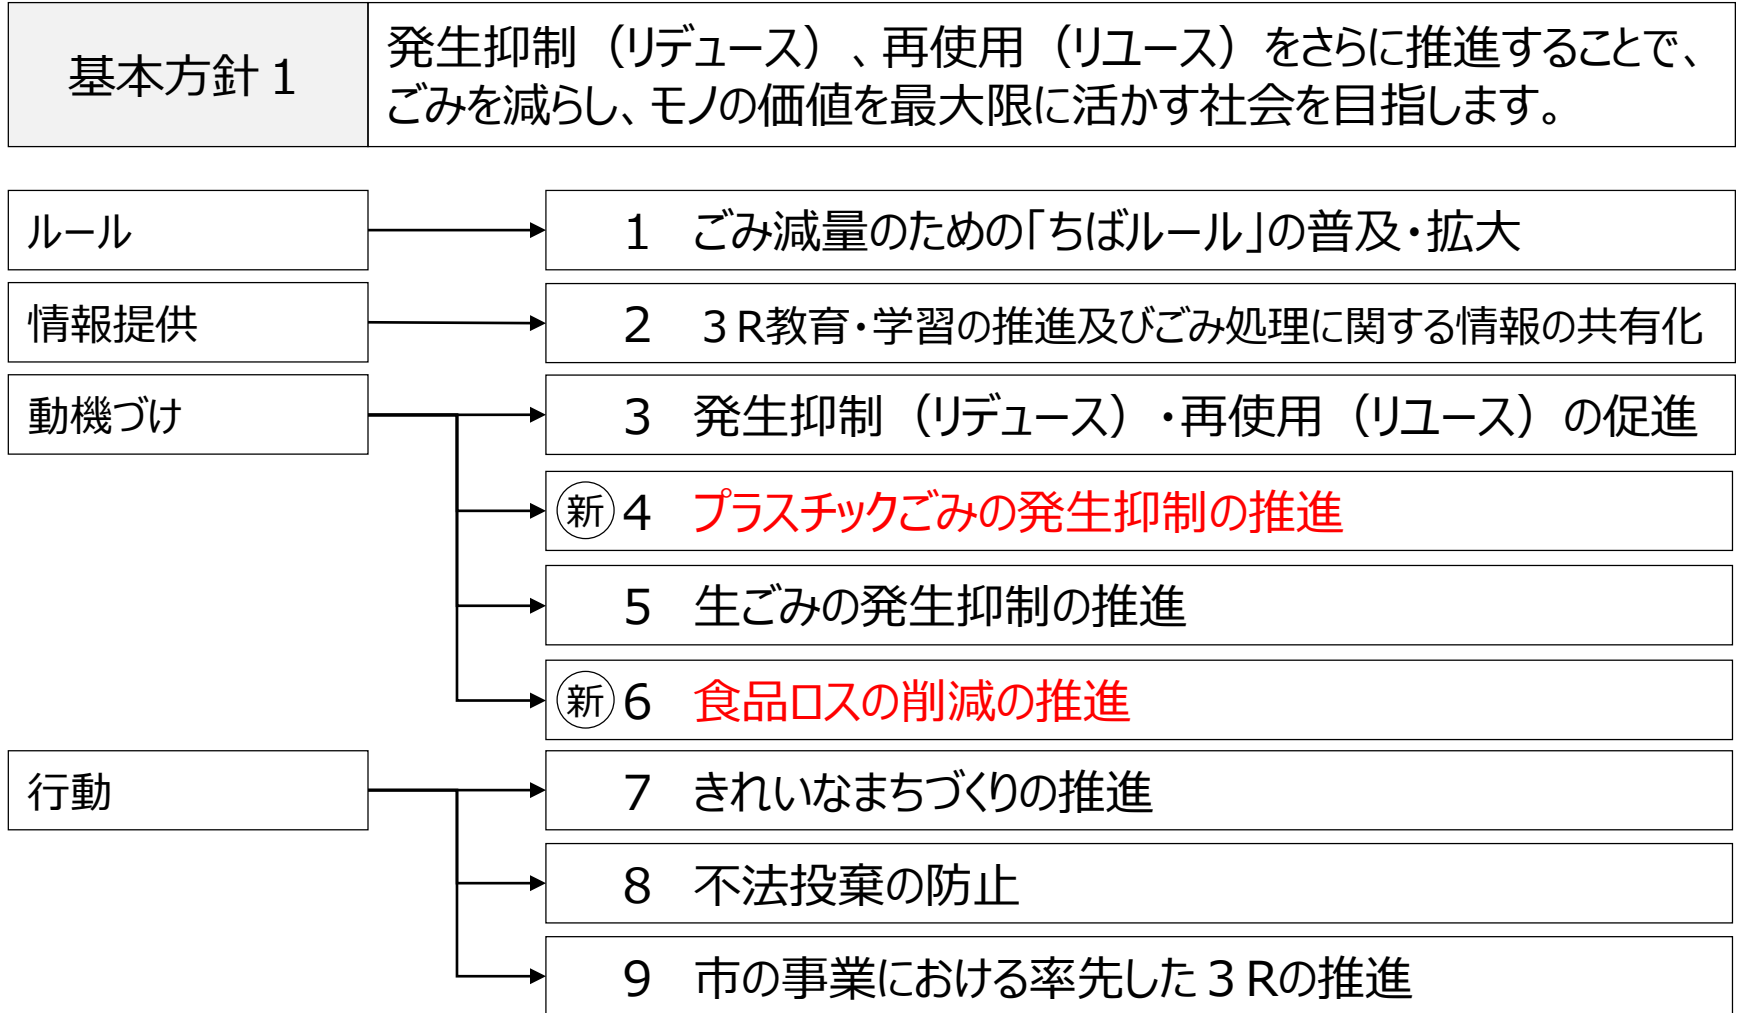 基本方針１
発生抑制（リデュース）、再使用（リユース）をさらに推進することで、
ごみを減らし、モノの価値を最大限に活かす社会を目指します。
ルール
1 ごみ減量のための「ちばルール」の普及・拡大
情報提供
2 ３R教育・学習の推進及びごみ処理に関する情報の共有化
動機づけ
3 発生抑制（リデュース）・再使用（リユース）の促進
新 4 プラスチックごみの発生抑制の推進
5 生ごみの発生抑制の推進
新 6 食品ロスの削減の推進
行動
7 きれいなまちづくりの推進
8 不法投棄の防止
9 市の事業における率先した３Rの推進